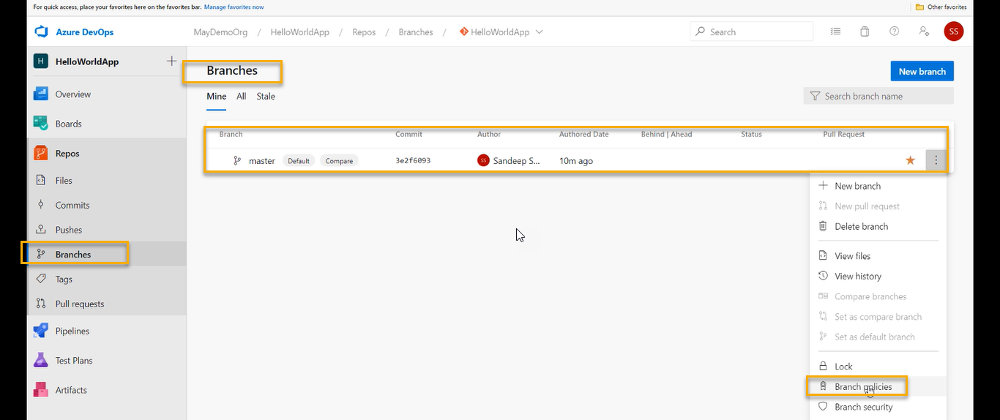 For quick access, place your favorites here on the favorites bar. Manage favorites now
Other favorites
Azure DevOps
MayDemoOrg / HelloWorldApp / Repos / Branches / HelloWorldApp
Search
SS
H HelloWorldApp
Overview
Boards
Repos
Files
Commits
Pushes
Branches
Tags
Pull requests
Pipelines
Test Plans
Artifacts
Branches
New branch
Mine All Stale
Search branch name
Branch Commit Author Authored Date Behind | Ahead Status Pull Request
master Default Compare 3e2f6093 SS Sandeep S... 10m ago
New branch
New pull request
Delete branch
View files
View history
Compare branches
Set as compare branch
Set as default branch
Lock
Branch policies
Branch security